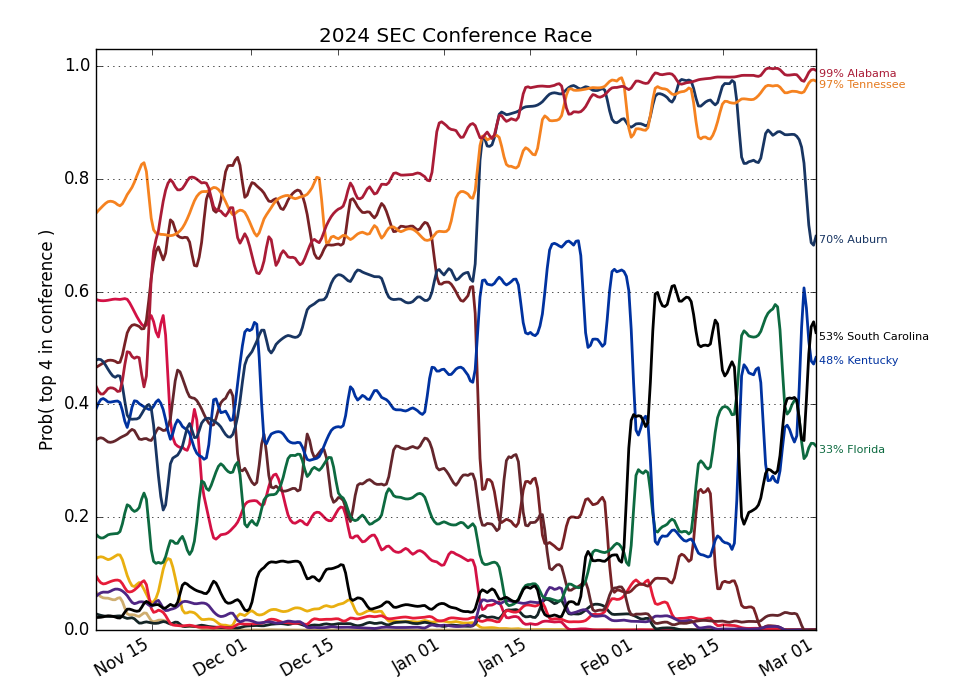 2024 SEC Conference Race
Prob( top 4 in conference )
1.0
0.8
0.6
0.4
0.2
0.0
99% Alabama
97% Tennessee
70% Auburn
53% South Carolina
48% Kentucky
33% Florida
Nov 15
Dec 01
Dec 15
Jan 01
Jan 15
Feb 01
Feb 15
Mar 01